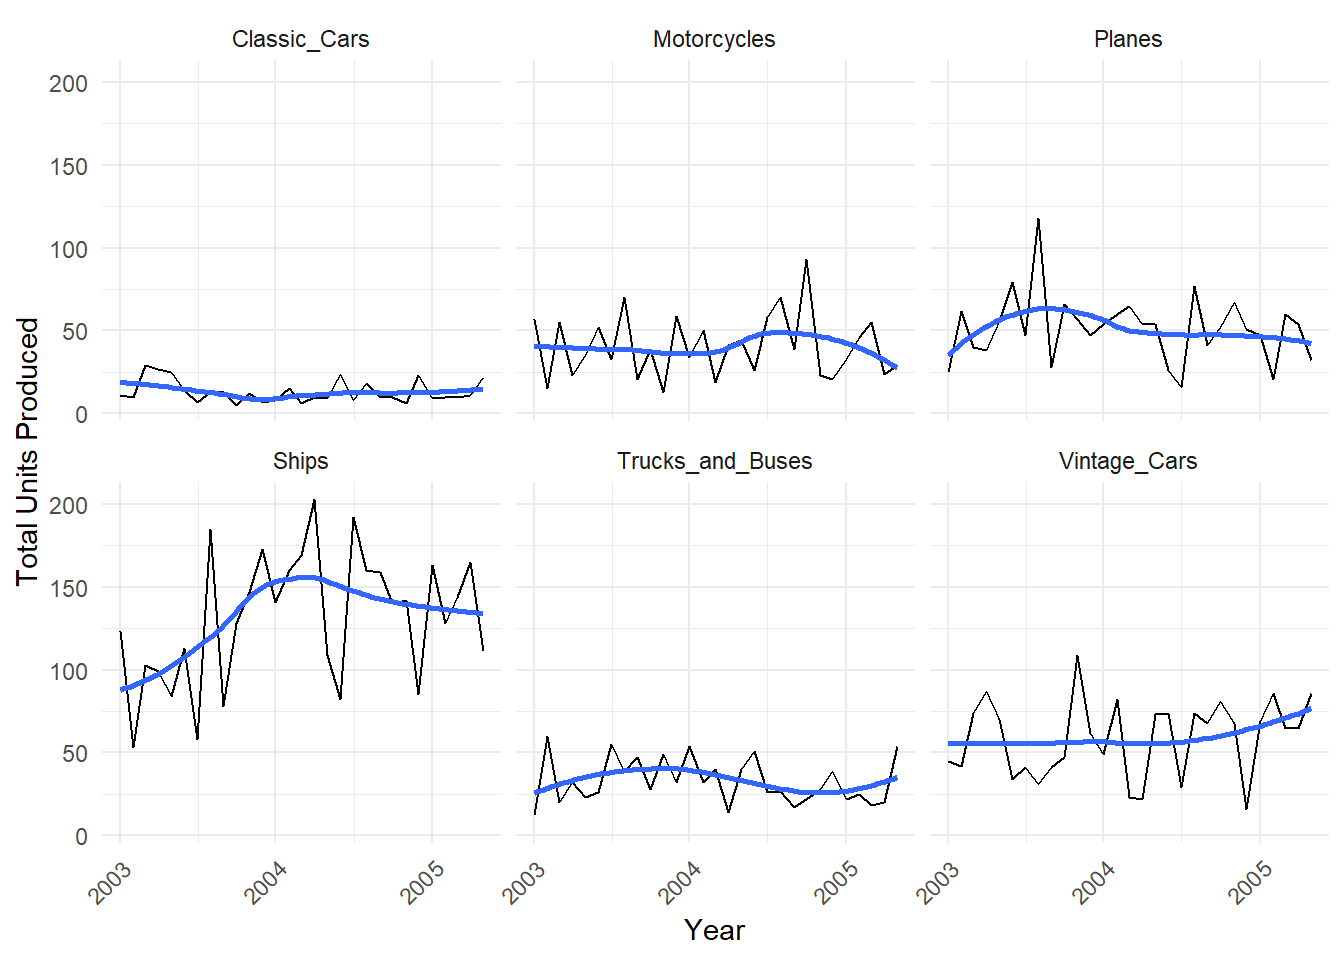 Classic_Cars
Motorcycles
Planes
200
150
100
50
0
Ships
Trucks_and_Buses
Vintage_Cars
200
150
100
50
0
Total Units Produced
2003
2004
2005
2003
2004
2005
2003
2004
2005
Year